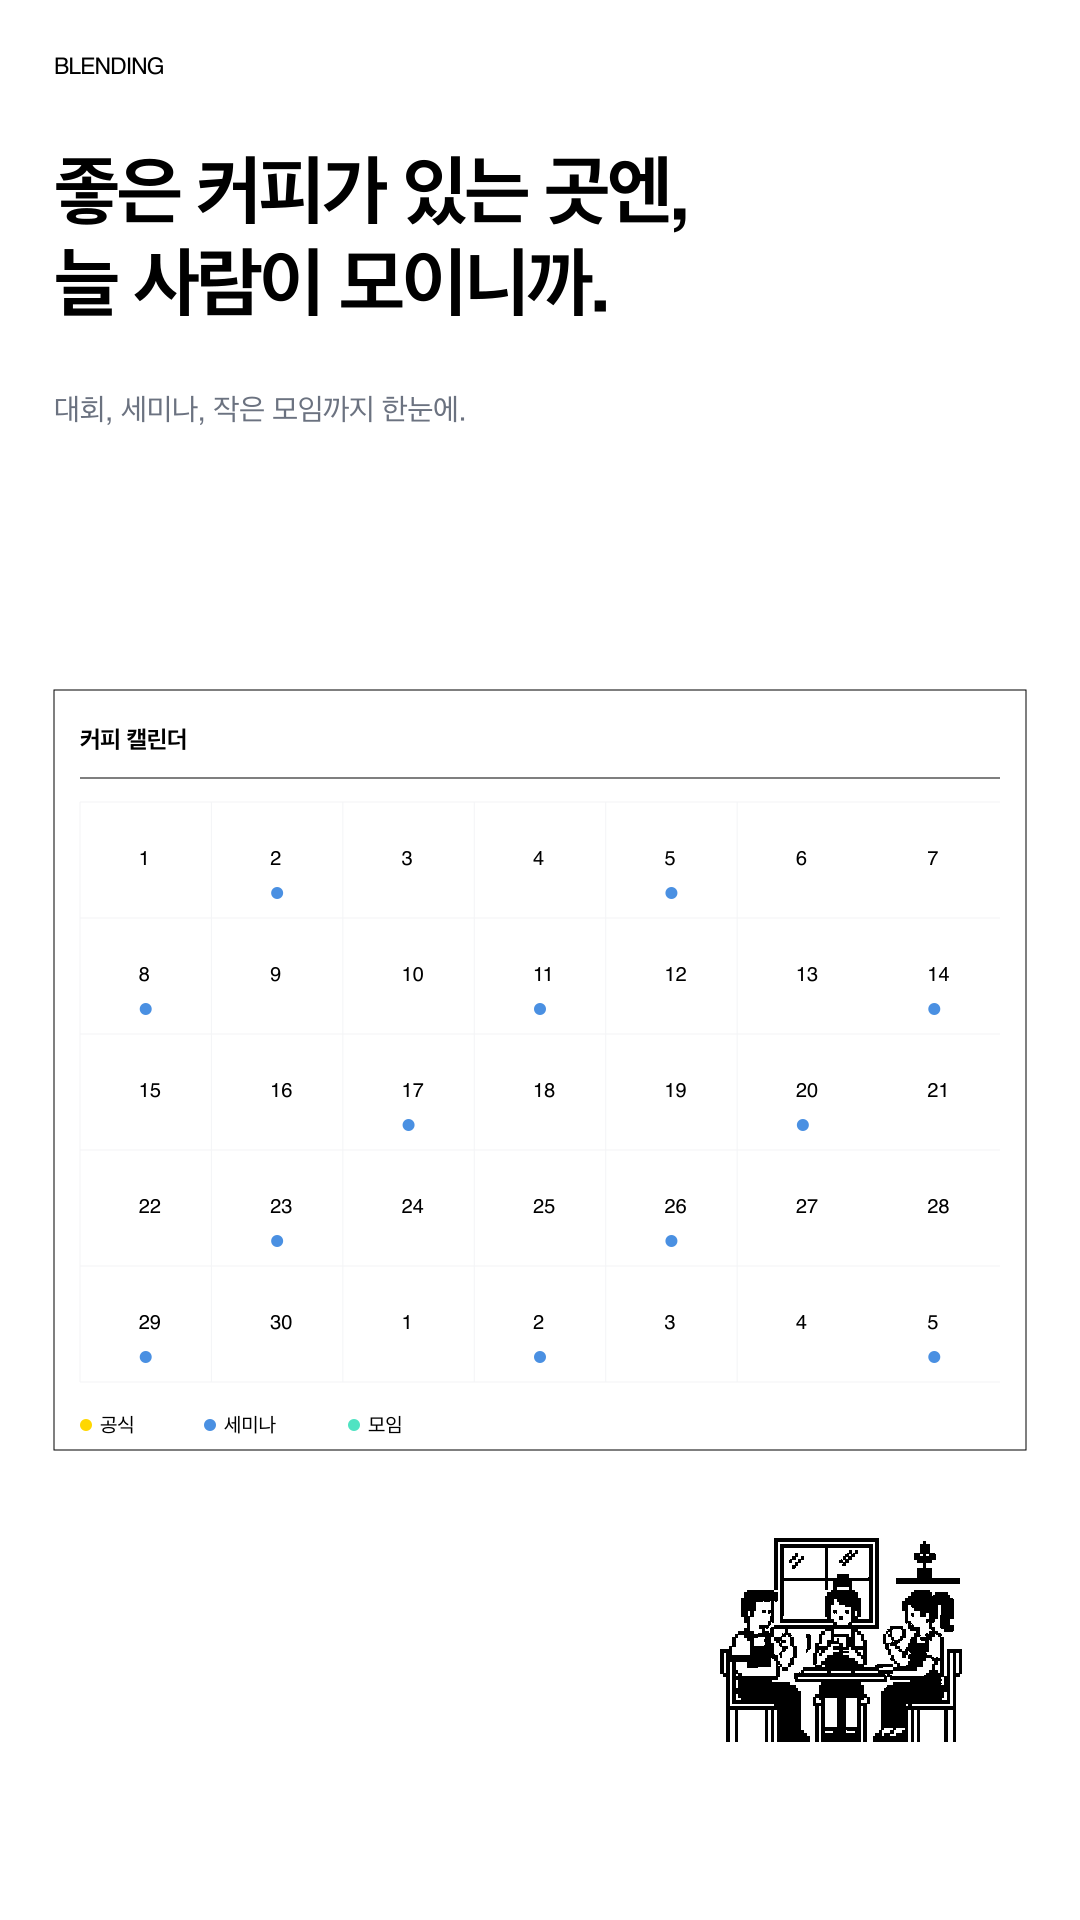 BLENDING
좋은 커피가 있는 곳엔,
늘 사람이 모이니까.
대회, 세미나, 작은 모임까지 한눈에.
커피 캘린더
1 2 3 4 5 6 7
8 9 10 11 12 13 14
15 16 17 18 19 20 21
22 23 24 25 26 27 28
29 30 1 2 3 4 5
공식 세미나 모임